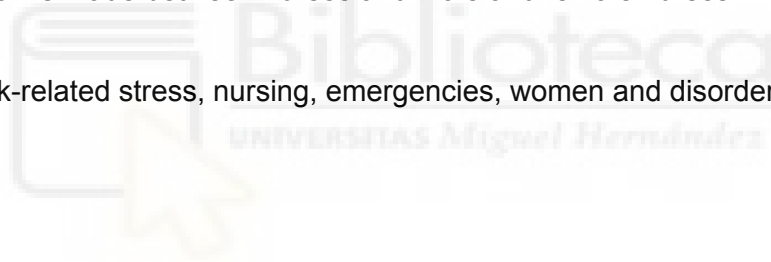 Biblioteca
k-related stress, nursing, emergencies, women and disorder
UNIVERSITAS Miguel Hernández